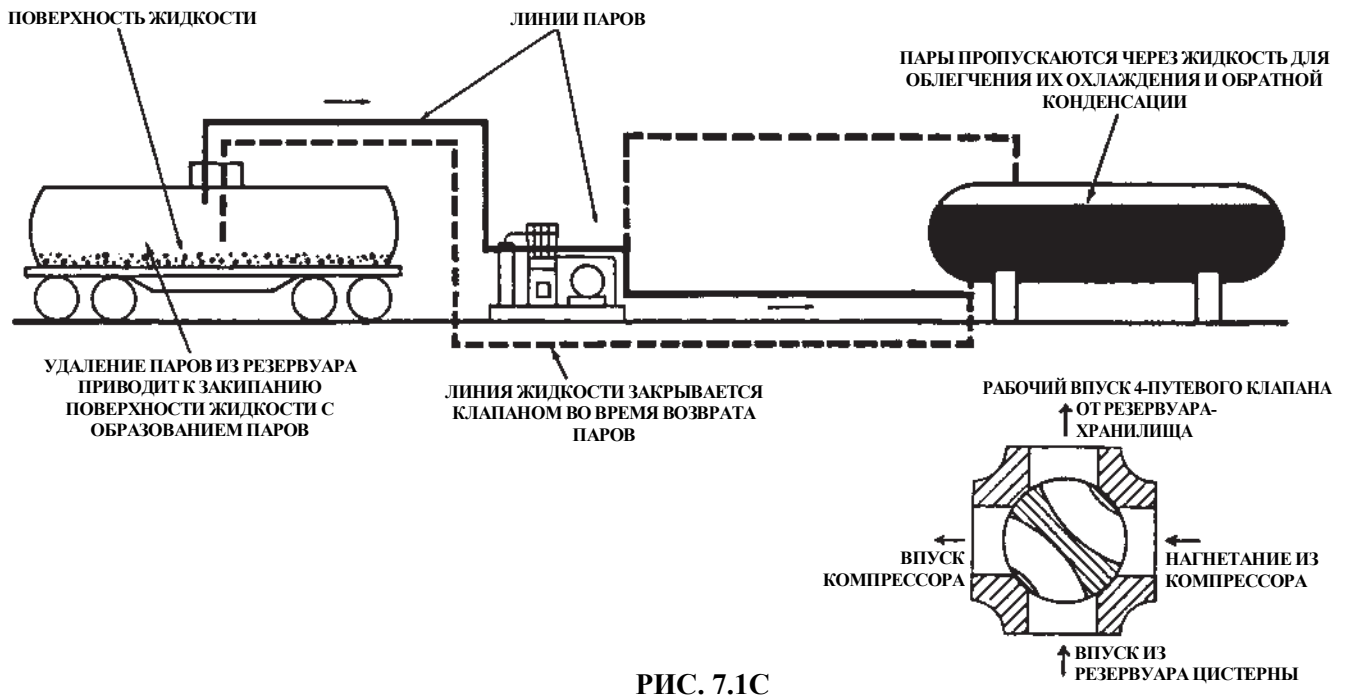 ПОВЕРХНОСТЬ ЖИДКОСТИ
ЛИНИИ ПАРОВ
ПАРЫ ПРОПУСКАЮТСЯ ЧЕРЕЗ ЖИДКОСТЬ ДЛЯ
ОБЛЕГЧЕНИЯ ИХ ОХЛАЖДЕНИЯ И ОБРАТНОЙ
КОНДЕНСАЦИИ
УДАЛЕНИЕ ПАРОВ ИЗ РЕЗЕРВУАРА
ПРИВОДИТ К ЗАКИПАНИЮ
ПОВЕРХНОСТИ ЖИДКОСТИ С
ОБРАЗОВАНИЕМ ПАРОВ
ЛИНИЯ ЖИДКОСТИ ЗАКРЫВАЕТСЯ
КЛАПАНОМ ВО ВРЕМЯ ВОЗВРАТА
ПАРОВ
РАБОЧИЙ ВПУСК 4-ПУТЕВОГО КЛАПАНА
ОТ РЕЗЕРВУАРА-
ХРАНИЛИЩА
ВПУСК
КОМПРЕССОРА
НАГНЕТАНИЕ ИЗ
КОМПРЕССОРА
ВПУСК ИЗ
РЕЗЕРВУАРА ЦИСТЕРНЫ
РИС. 7.1С